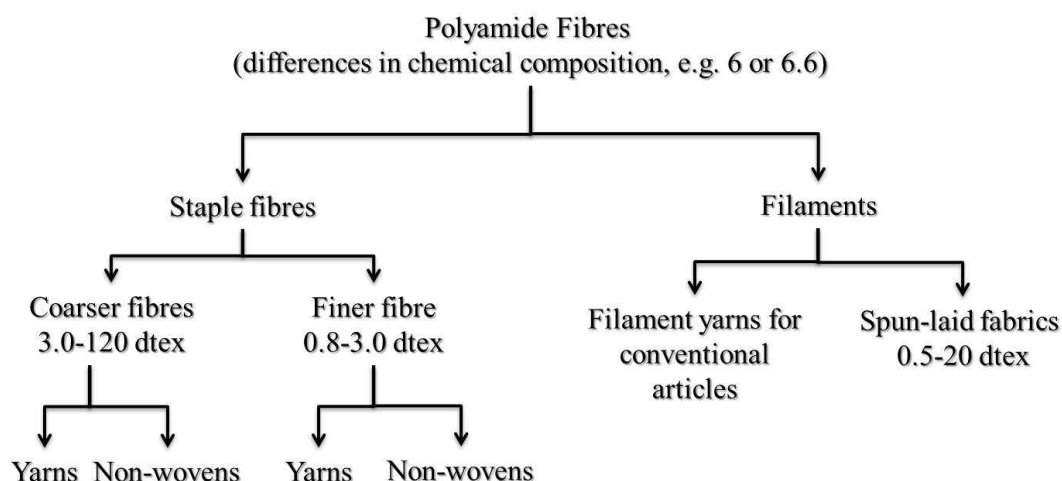 Polyamide Fibres
(differences in chemical composition, e.g. 6 or 6.6)
Staple fibres
Filaments
Coarser fibres
3.0-120 dtex
Finer fibre
0.8-3.0 dtex
Filament yarns for
conventional
articles
Spun-laid fabrics
0.5-20 dtex
Yarns
Non-wovens
Yarns
Non-wovens